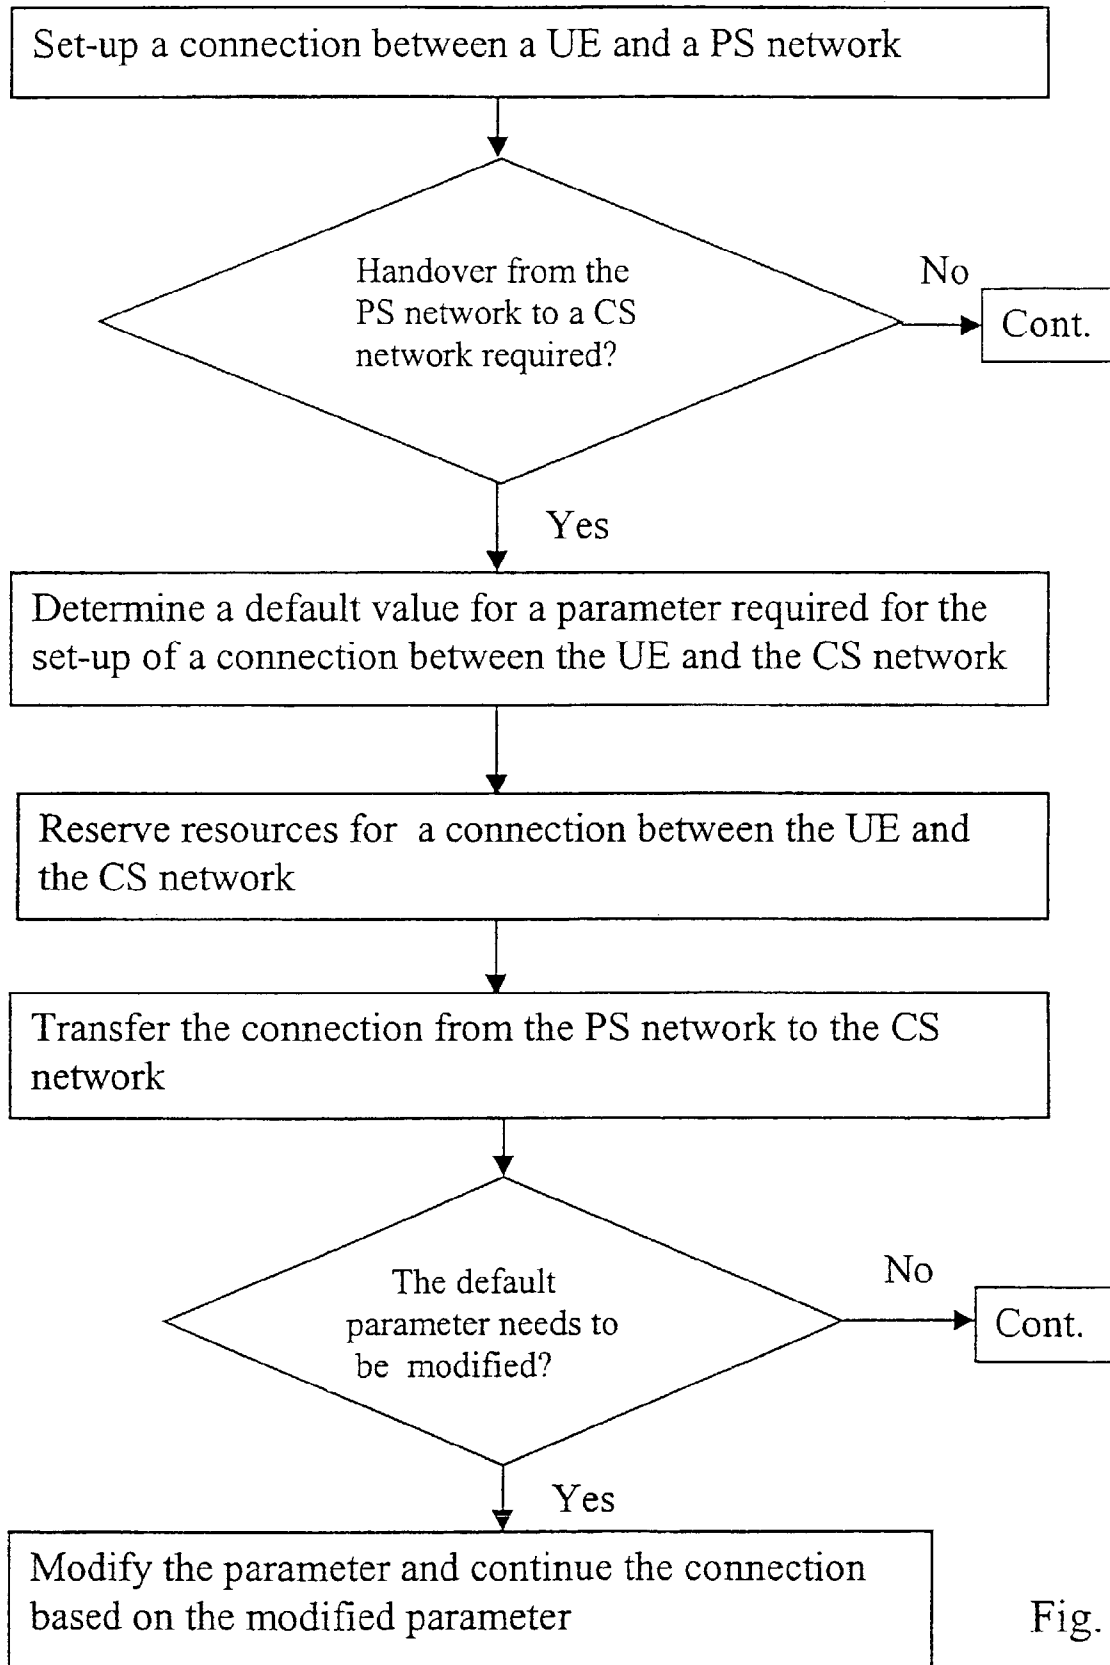 Set-up a connection between a UE and a PS network
Handover from the
PS network to a CS
network required?
No
Cont.
Yes
Determine a default value for a parameter required for the
set-up of a connection between the UE and the CS network
Reserve resources for a connection between the UE and
the CS network
Transfer the connection from the PS network to the CS
network
The default
parameter needs to
be modified?
No
Cont.
Yes
Modify the parameter and continue the connection
based on the modified parameter
Fig.